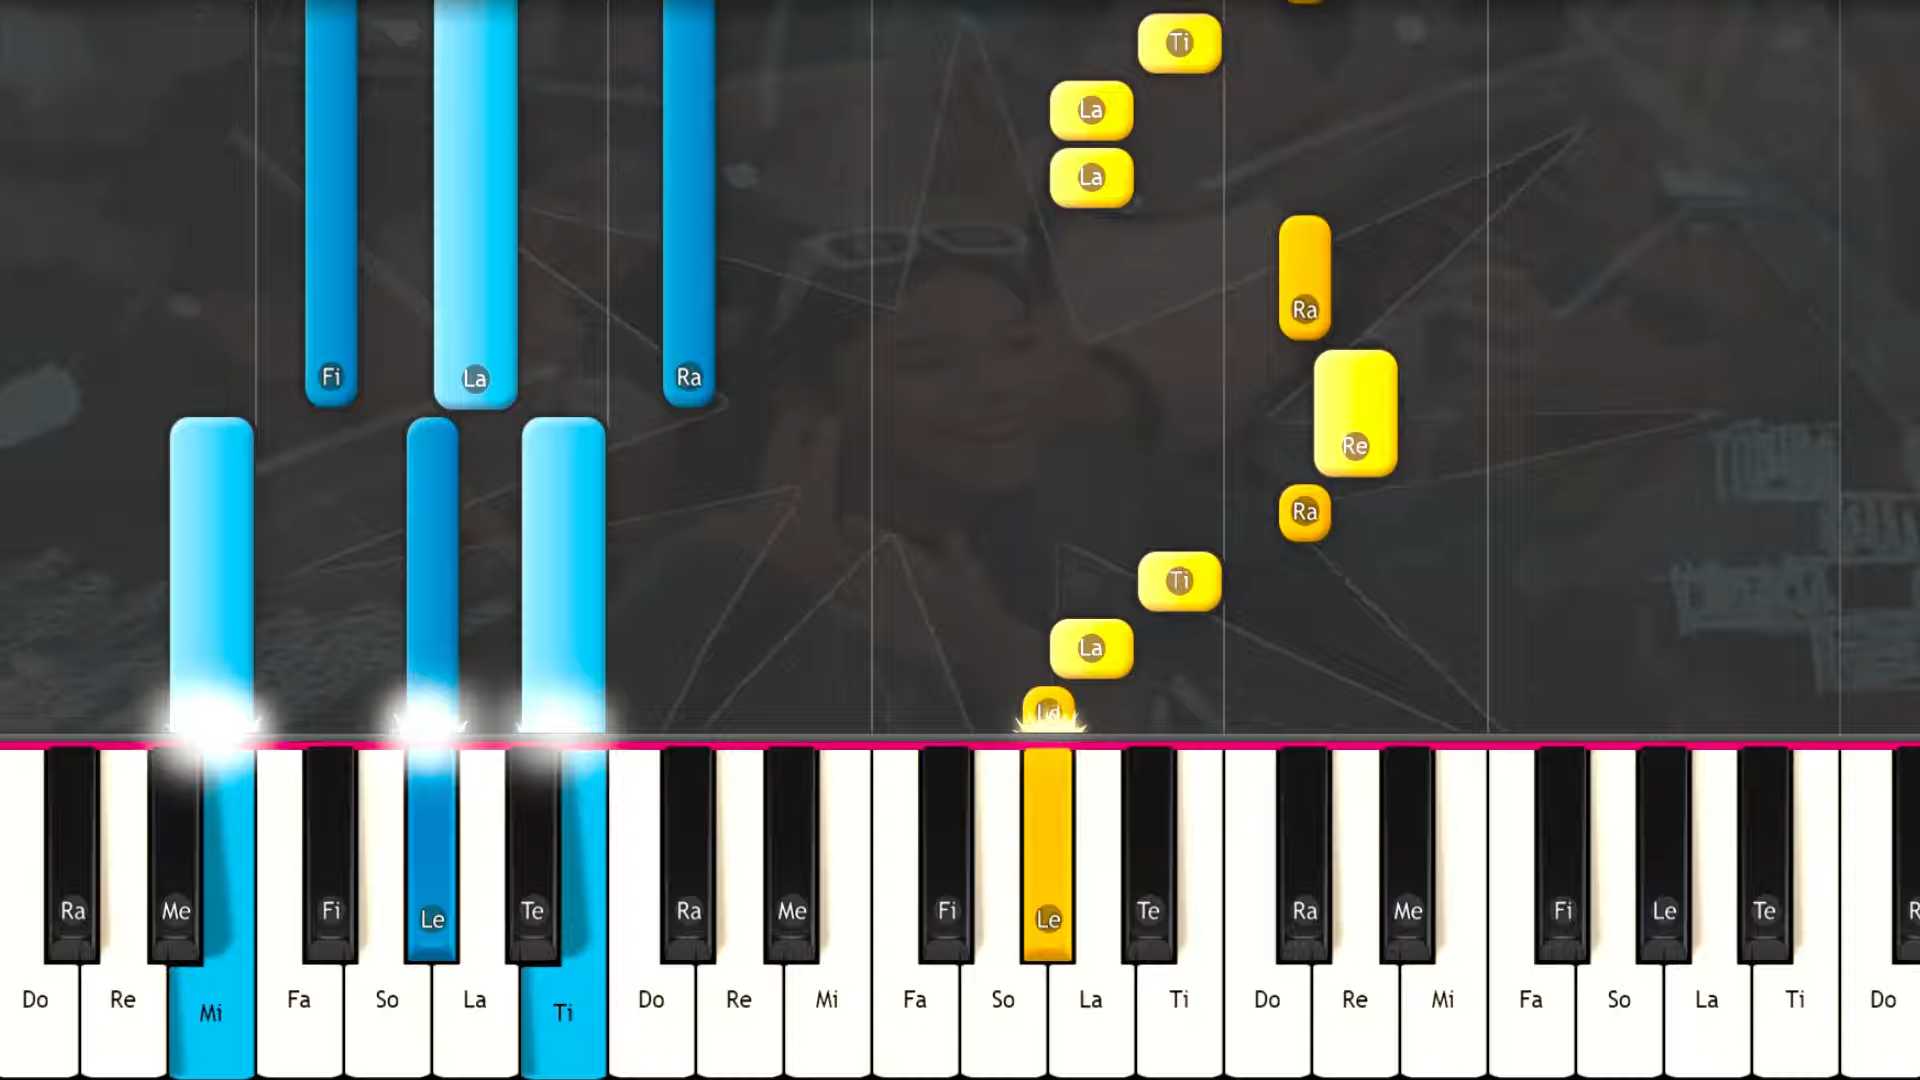 Ti
La
La
Ra
Fi La Ra
Re
Ra
Ti
La
Ra Me Fi Le Te Ra Me Fi Le Te Ra Me Fi Le Te
Do Re Mi Fa So La Ti Do Re Mi Fa So La Ti Do Re Mi Fa So La Ti Do